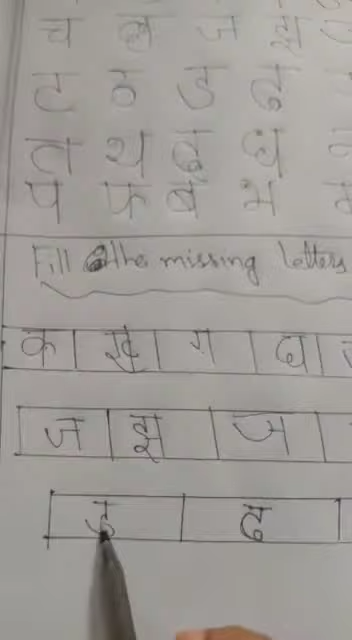 च छ ज झ
ट ठ ड ढ
त थ द ध
प फ ब भ
Fill the missing letters
क ख ग घ
ज झ ज
ड ढ